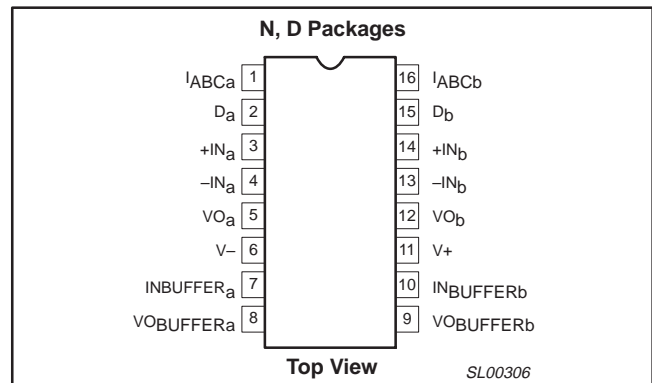 N, D Packages
IABCa 1 16 IABCb
Da 2 15 Db
+INa 3 14 +INb
–INa 4 13 –INb
VOa 5 12 VOb
V– 6 11 V+
INBUFFERa 7 10 INBUFFERb
VOBUFFERa 8 9 VOBUFFERb
Top View
SL00306